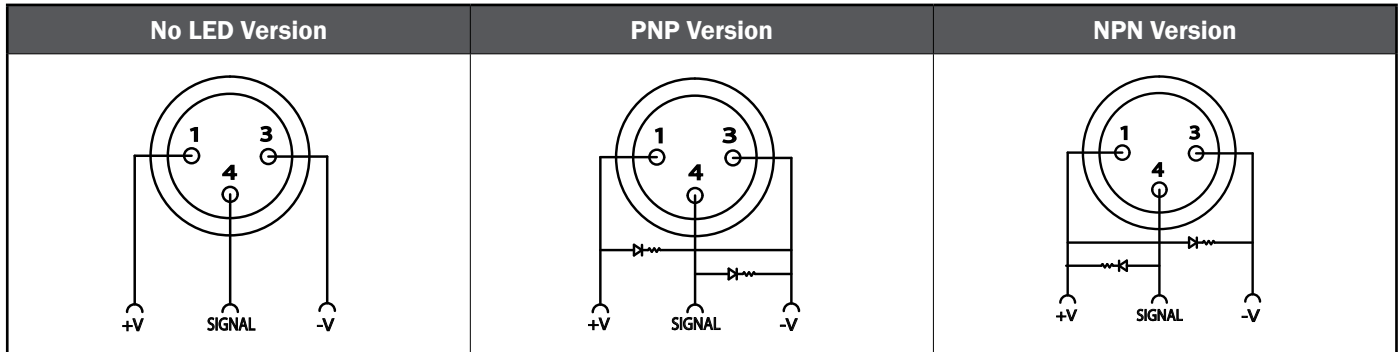 No LED Version
PNP Version
NPN Version
1 3
4
1 3
4
1 3
4
+V SIGNAL -V
+V SIGNAL -V
+V SIGNAL -V